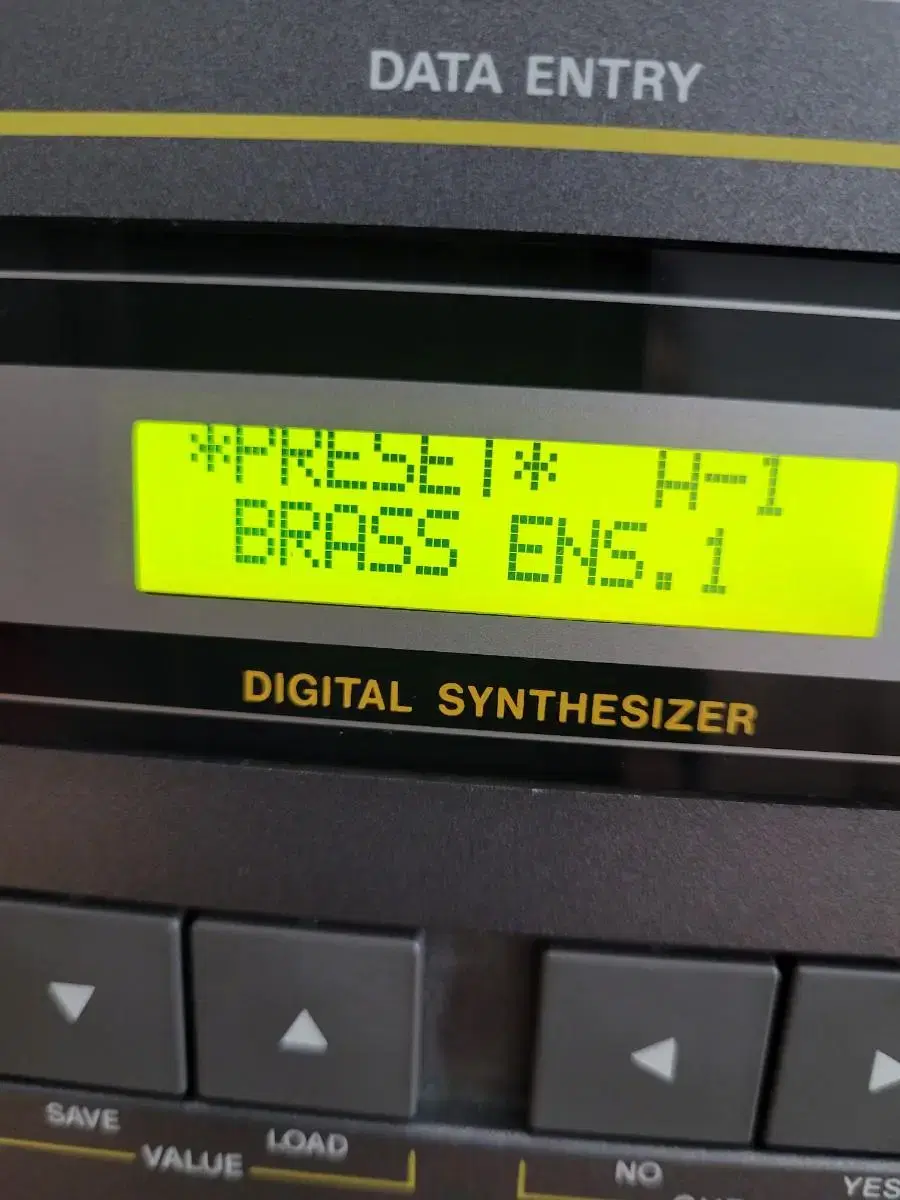 DATA ENTRY
*PRESET* A-1
BRASS ENS.1
DIGITAL SYNTHESIZER
SAVE LOAD NO YES
VALUE